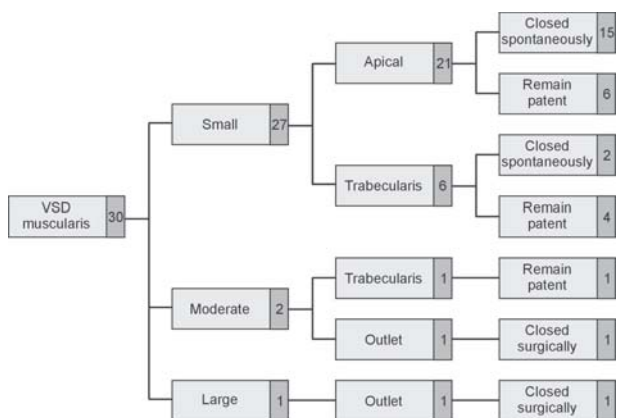 VSD
muscularis
30
Small
27
Apical
21
Closed
spontaneously
15
Remain
patent
6
Trabecularis
6
Closed
spontaneously
2
Remain
patent
4
Moderate
2
Trabecularis
1
Remain
patent
1
Outlet
1
Closed
surgically
1
Large
1
Outlet
1
Closed
surgically
1